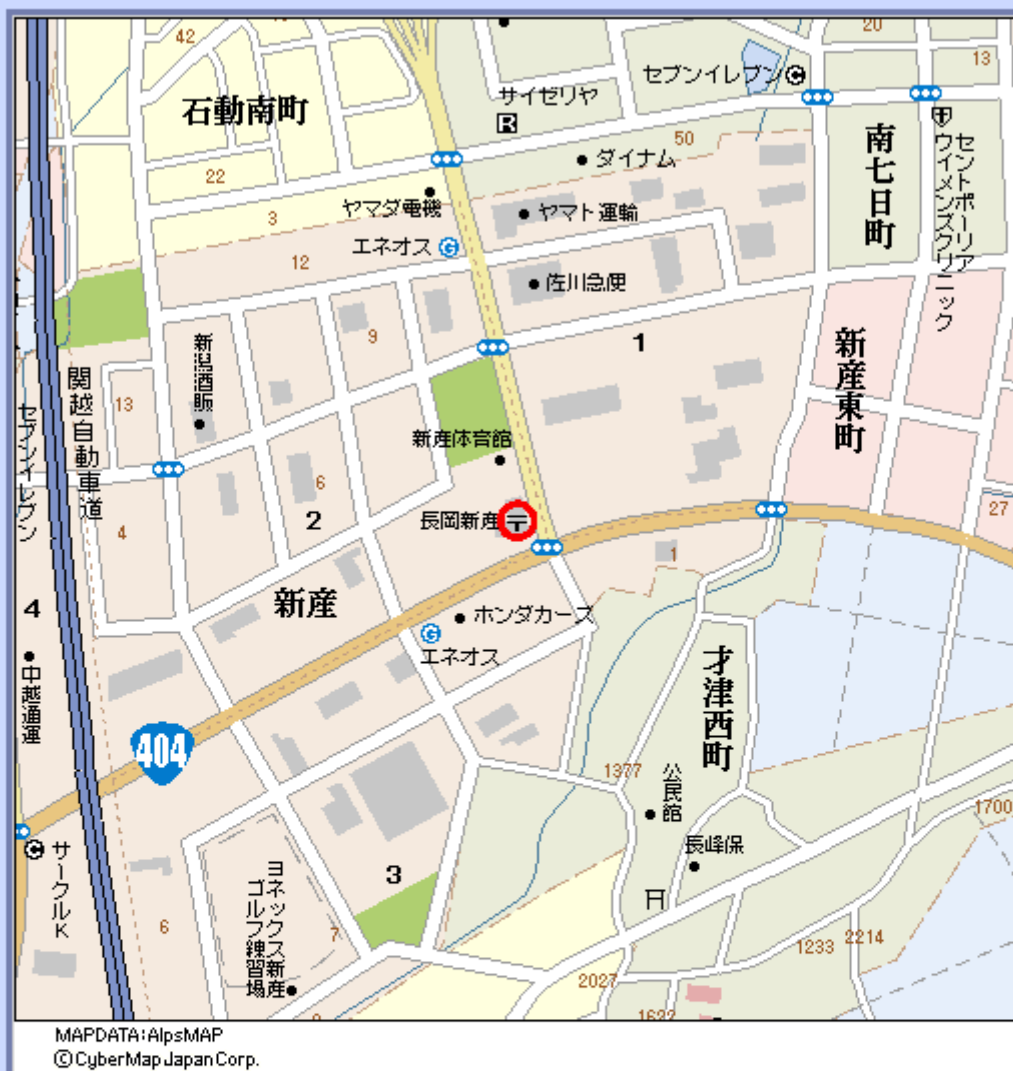 42
20
13
セブンイレブン
サイゼリヤ
R
石動南町
50
南七日町
セントポーリア
ウイメンズクリニック
ダイナム
22
ヤマダ電機
ヤマト運輸
3
エネオス
G
12
佐川急便
9
1
新潟酒販
新産東町
関越自動車道
13
セブンイレブン
新産体育館
6
2
長岡新産
〒
27
4
1
新産
ホンダカーズ
G
エネオス
4
中越通運
才津西町
404
1377
公民館
1700
サークルK
長峰保
3
6
7
ヨネックス新産
ゴルフ練習場
1233
2214
2027
1622
MAPDATA:AlpsMAP
©CyberMapJapanCorp.